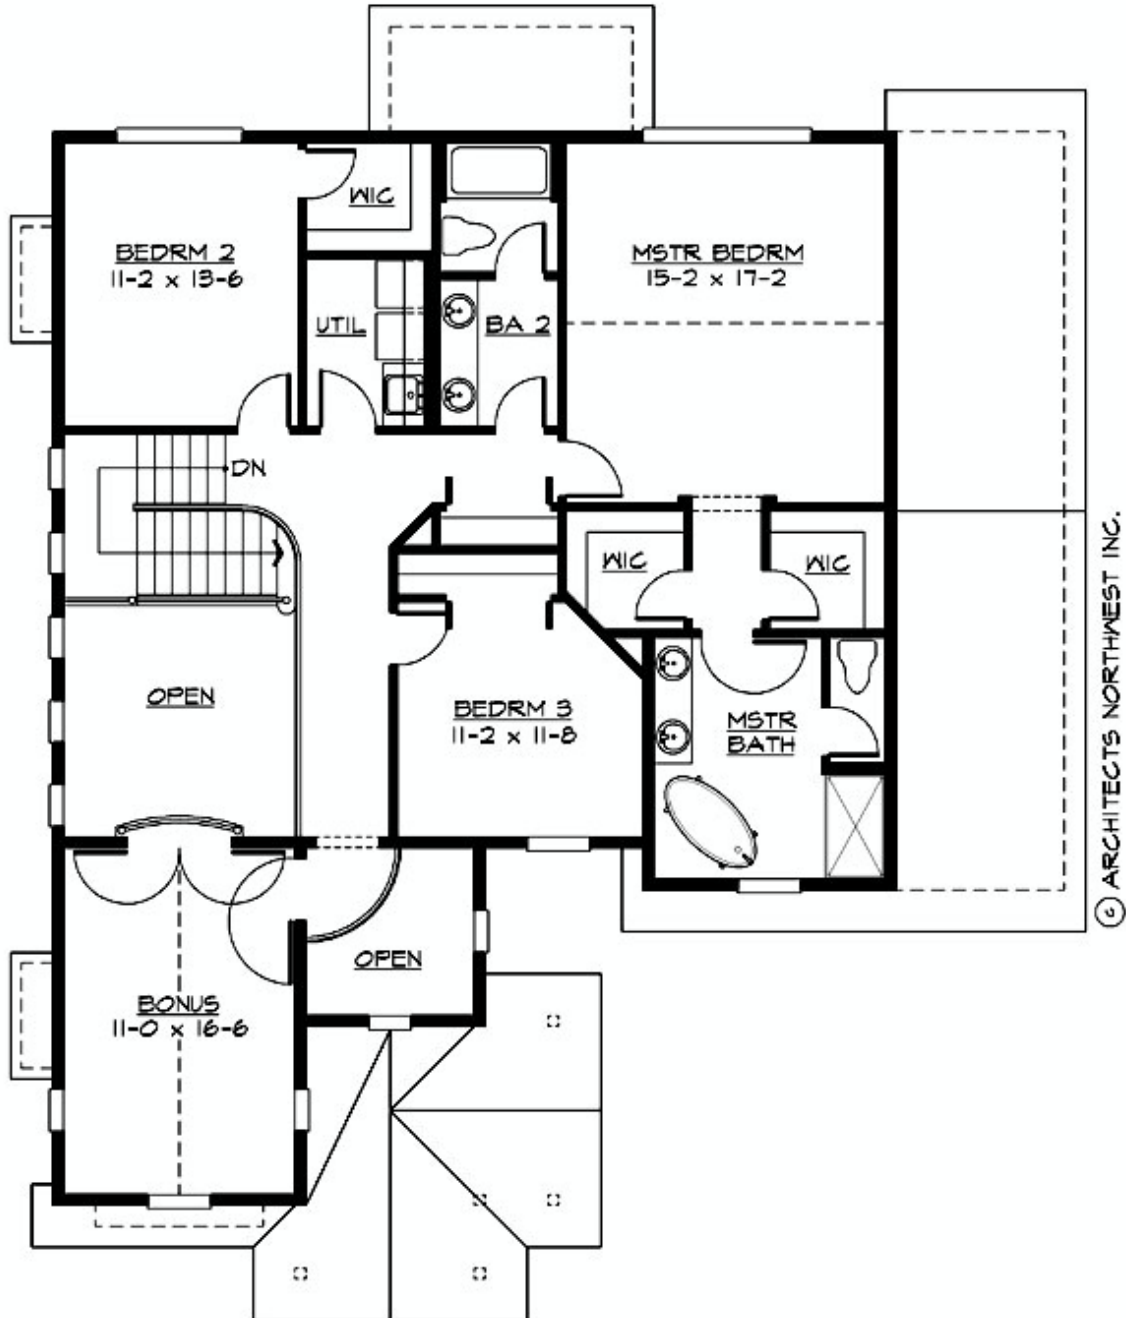 WIC
BEDRM 2
11-2 x 13-6
MSTR BEDRM
15-2 x 17-2
UTIL
BA 2
DN
WIC
WIC
OPEN
BEDRM 3
11-2 x 11-8
MSTR
BATH
OPEN
BONUS
11-0 x 16-6
© ARCHITECTS NORTHWEST INC.